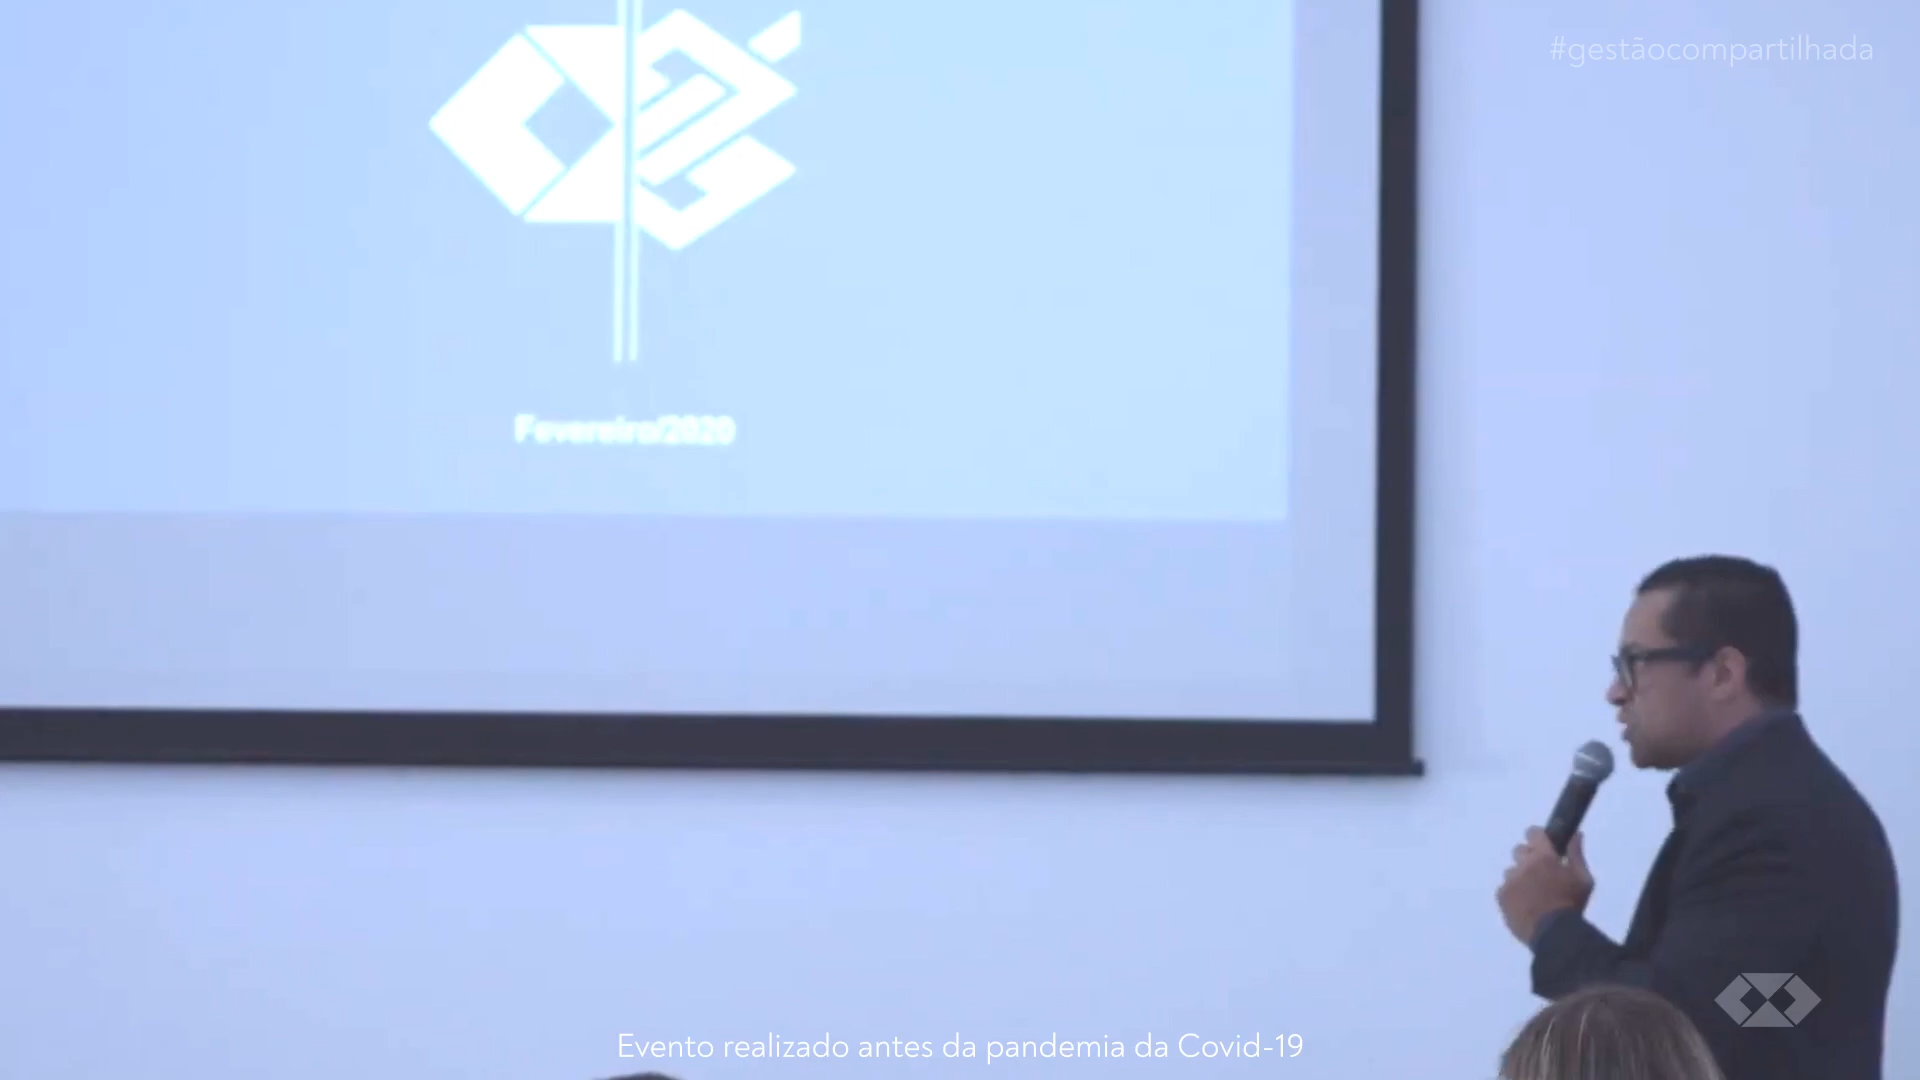 #gestãocompartilhada
Fevereiro/2020
Evento realizado antes da pandemia da Covid-19